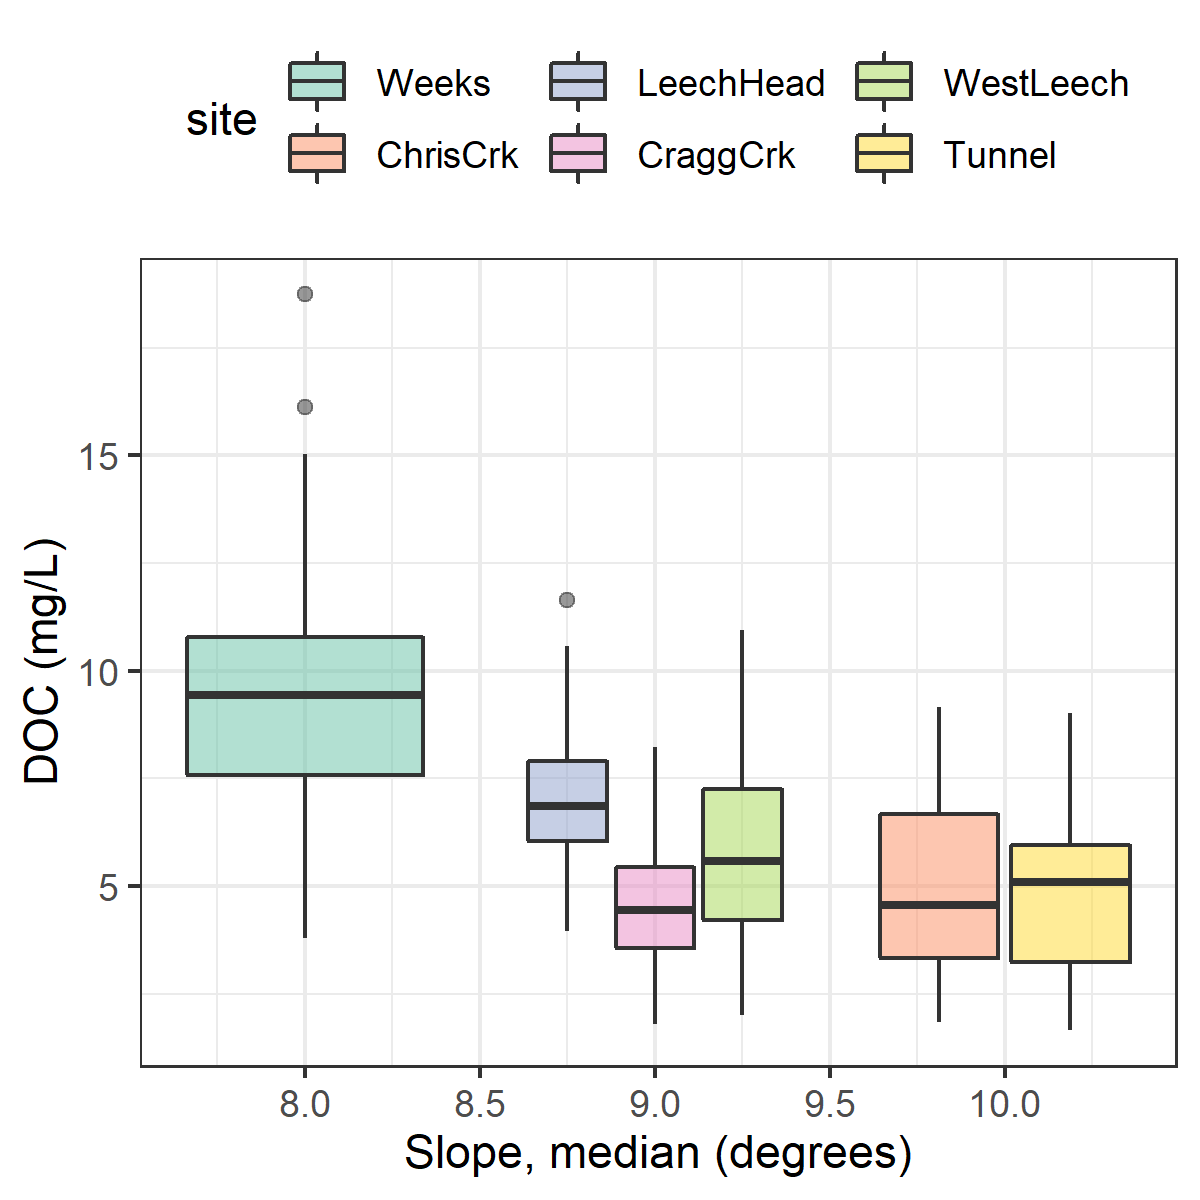 site
Weeks
LeechHead
WestLeech
ChrisCrk
CraggCrk
Tunnel
DOC (mg/L)
15
10
5
8.0
8.5
9.0
9.5
10.0
Slope, median (degrees)